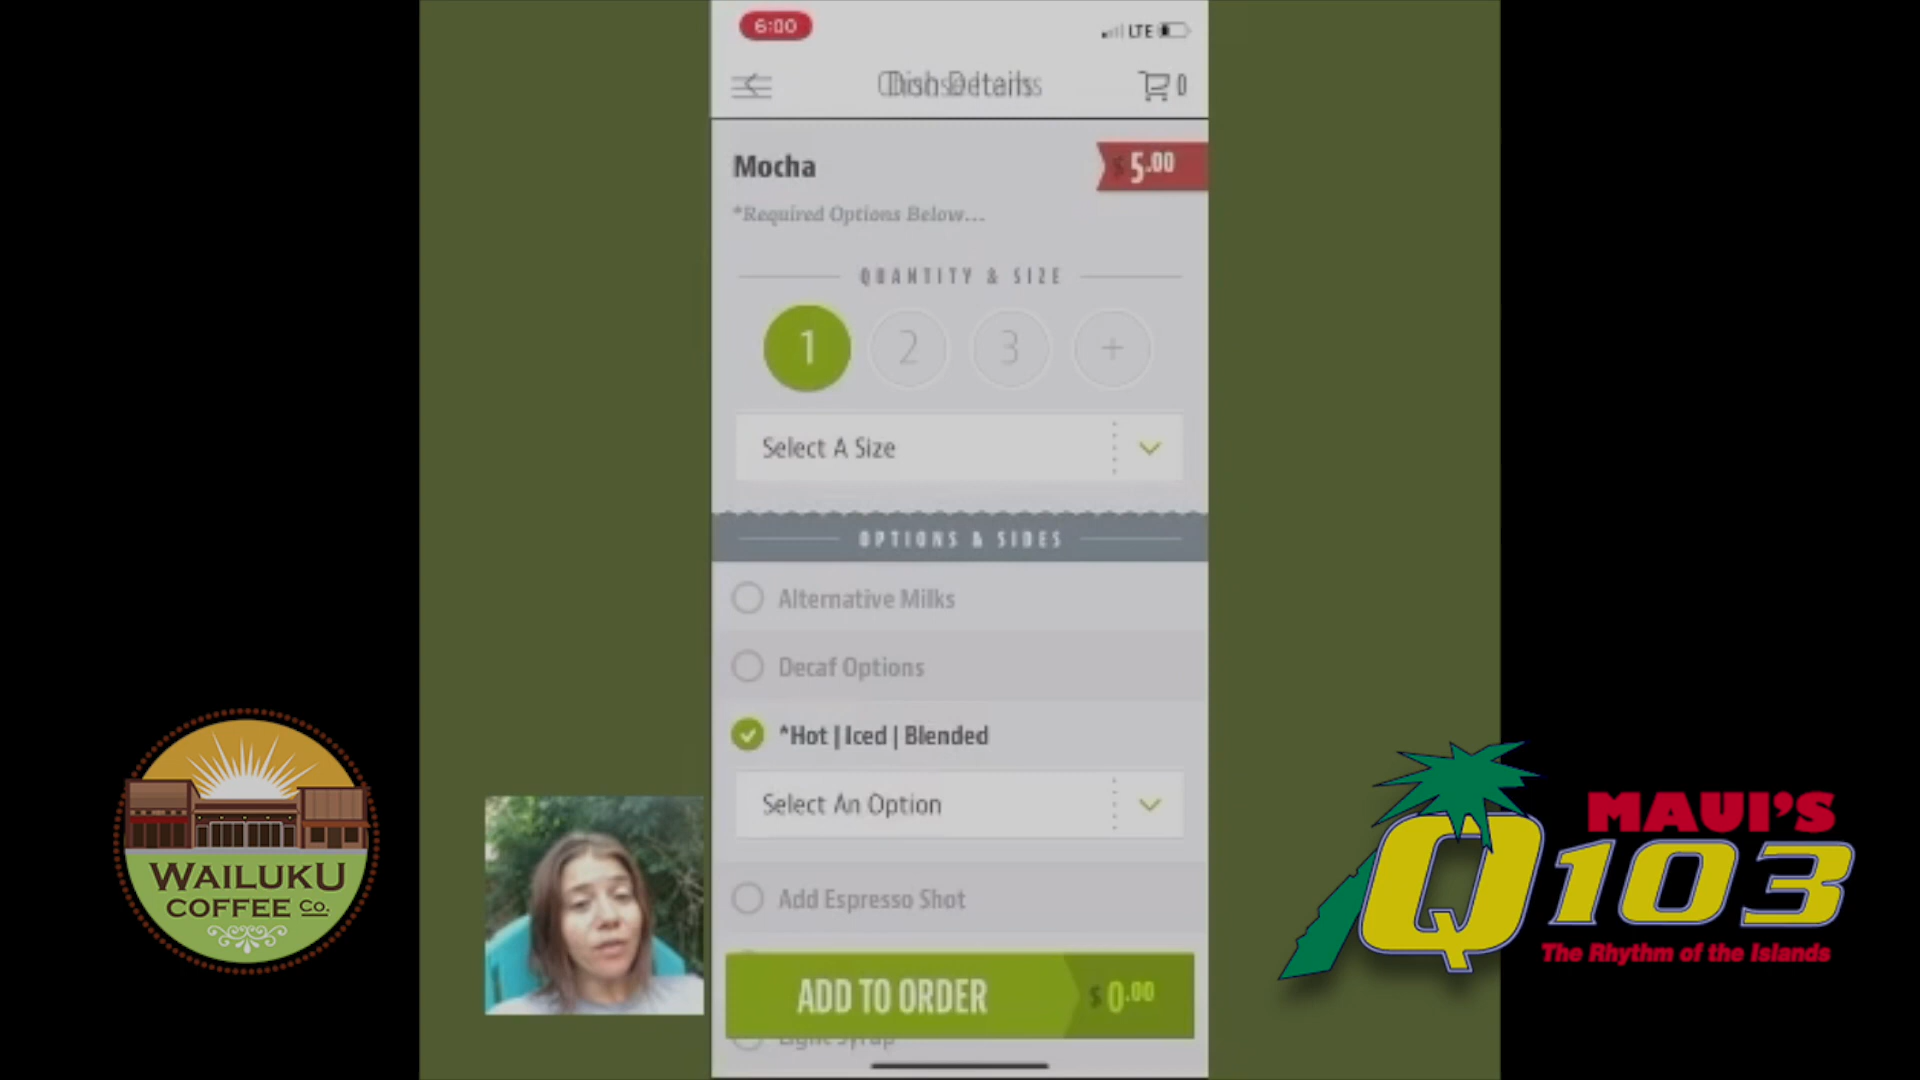 6:00
LTE
Dish Details
0
Mocha
$ 5.00
*Required Options Below...
QUANTITY & SIZE
1 2 3 +
Select A Size
OPTIONS & SIDES
Alternative Milks
Decaf Options
*Hot | Iced | Blended
Select An Option
Add Espresso Shot
ADD TO ORDER
$ 0.00
Light Syrup
WAILUKU
COFFEE Co.
MAUI'S
Q103
The Rhythm of the Islands